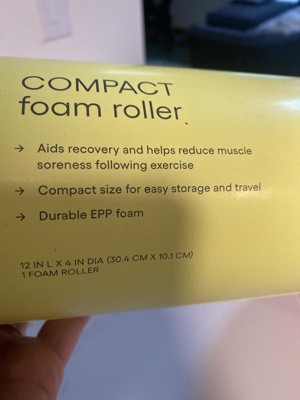 COMPACT
foam roller.
→ Aids recovery and helps reduce muscle
soreness following exercise
→ Compact size for easy storage and travel
→ Durable EPP foam
12 IN L X 4 IN DIA (30.4 CM X 10.1 CM)
1 FOAM ROLLER